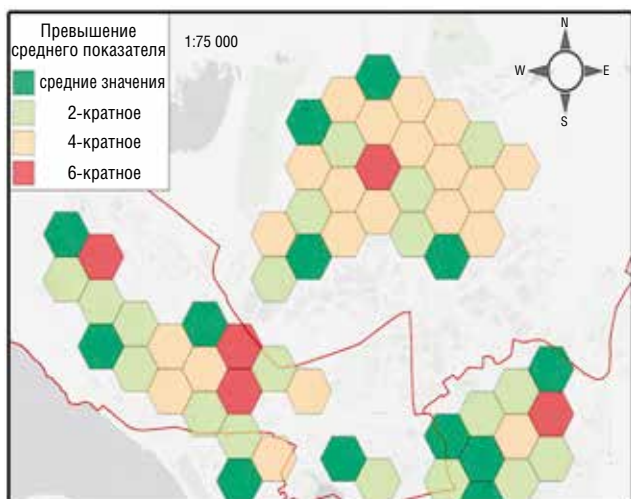 Превышение
среднего показателя
средние значения
2-кратное
4-кратное
6-кратное
1:75 000
N
W
E
S